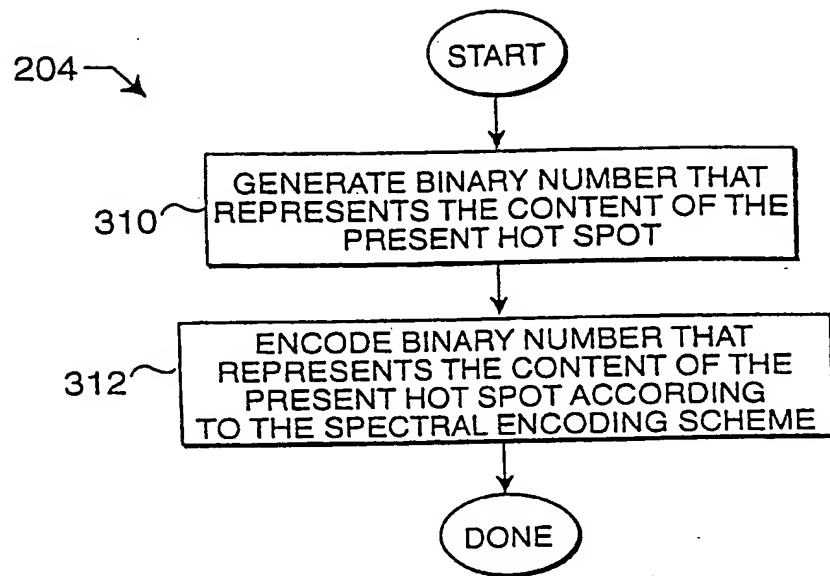 204
START
310
GENERATE BINARY NUMBER THAT
REPRESENTS THE CONTENT OF THE
PRESENT HOT SPOT.
312
ENCODE BINARY NUMBER THAT
REPRESENTS THE CONTENT OF THE
PRESENT HOT SPOT ACCORDING
TO THE SPECTRAL ENCODING SCHEME
DONE